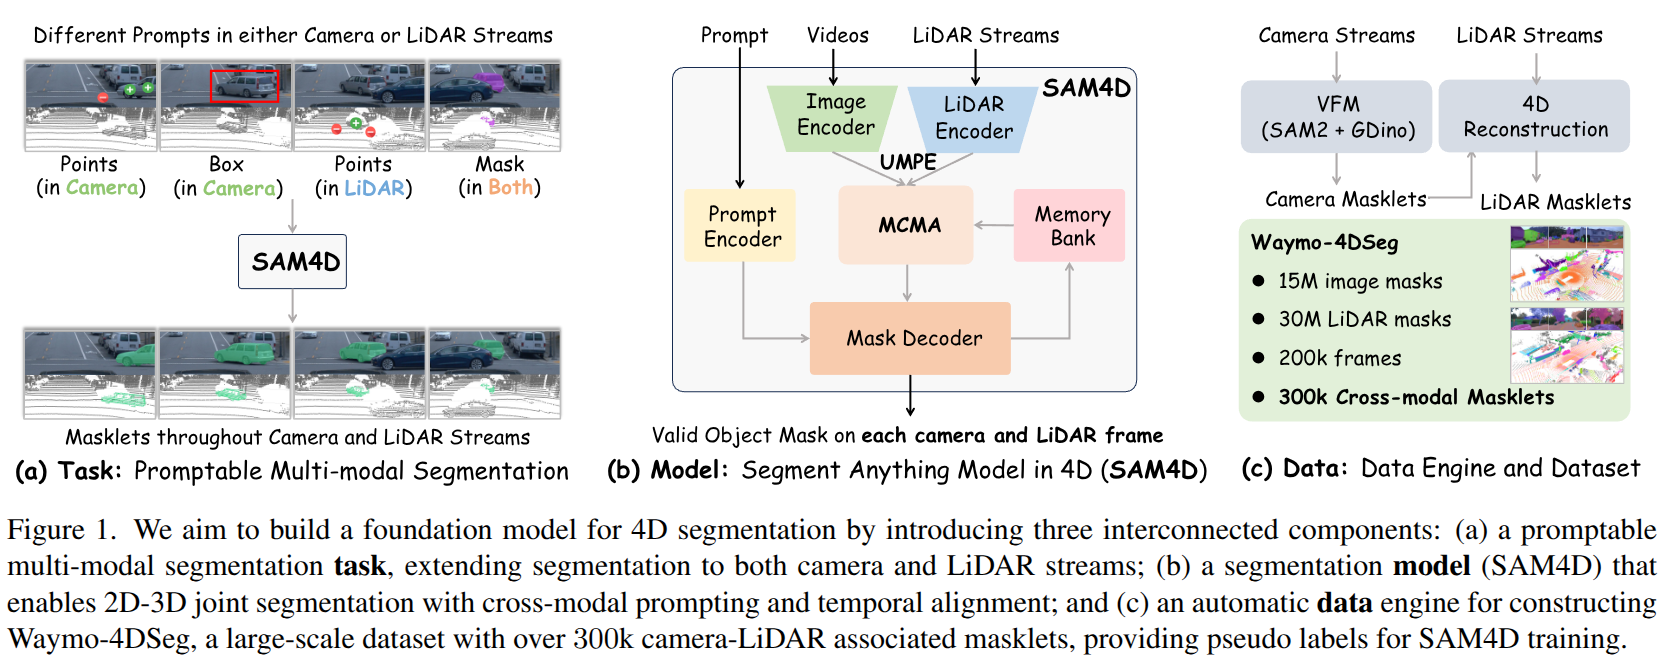 Different Prompts in either Camera or LiDAR Streams
Points
(in Camera)
Box
(in Camera)
Points
(in LiDAR)
Mask
(in Both)
SAM4D
Masklets throughout Camera and LiDAR Streams
(a) Task: Promptable Multi-modal Segmentation
Prompt
Videos
LiDAR Streams
SAM4D
Image
Encoder
LiDAR
Encoder
UMPE
Prompt
Encoder
MCMA
Memory
Bank
Mask Decoder
Valid Object Mask on each camera and LiDAR frame
(b) Model: Segment Anything Model in 4D (SAM4D)
Camera Streams
LiDAR Streams
VFM
(SAM2 + GDino)
4D
Reconstruction
Camera Masklets
LiDAR Masklets
Waymo-4DSeg
● 15M image masks
● 30M LiDAR masks
● 200k frames
● 300k Cross-modal Masklets
(c) Data: Data Engine and Dataset
Figure 1. We aim to build a foundation model for 4D segmentation by introducing three interconnected components: (a) a promptable
multi-modal segmentation task, extending segmentation to both camera and LiDAR streams; (b) a segmentation model (SAM4D) that
enables 2D-3D joint segmentation with cross-modal prompting and temporal alignment; and (c) an automatic data engine for constructing
Waymo-4DSeg, a large-scale dataset with over 300k camera-LiDAR associated masklets, providing pseudo labels for SAM4D training.